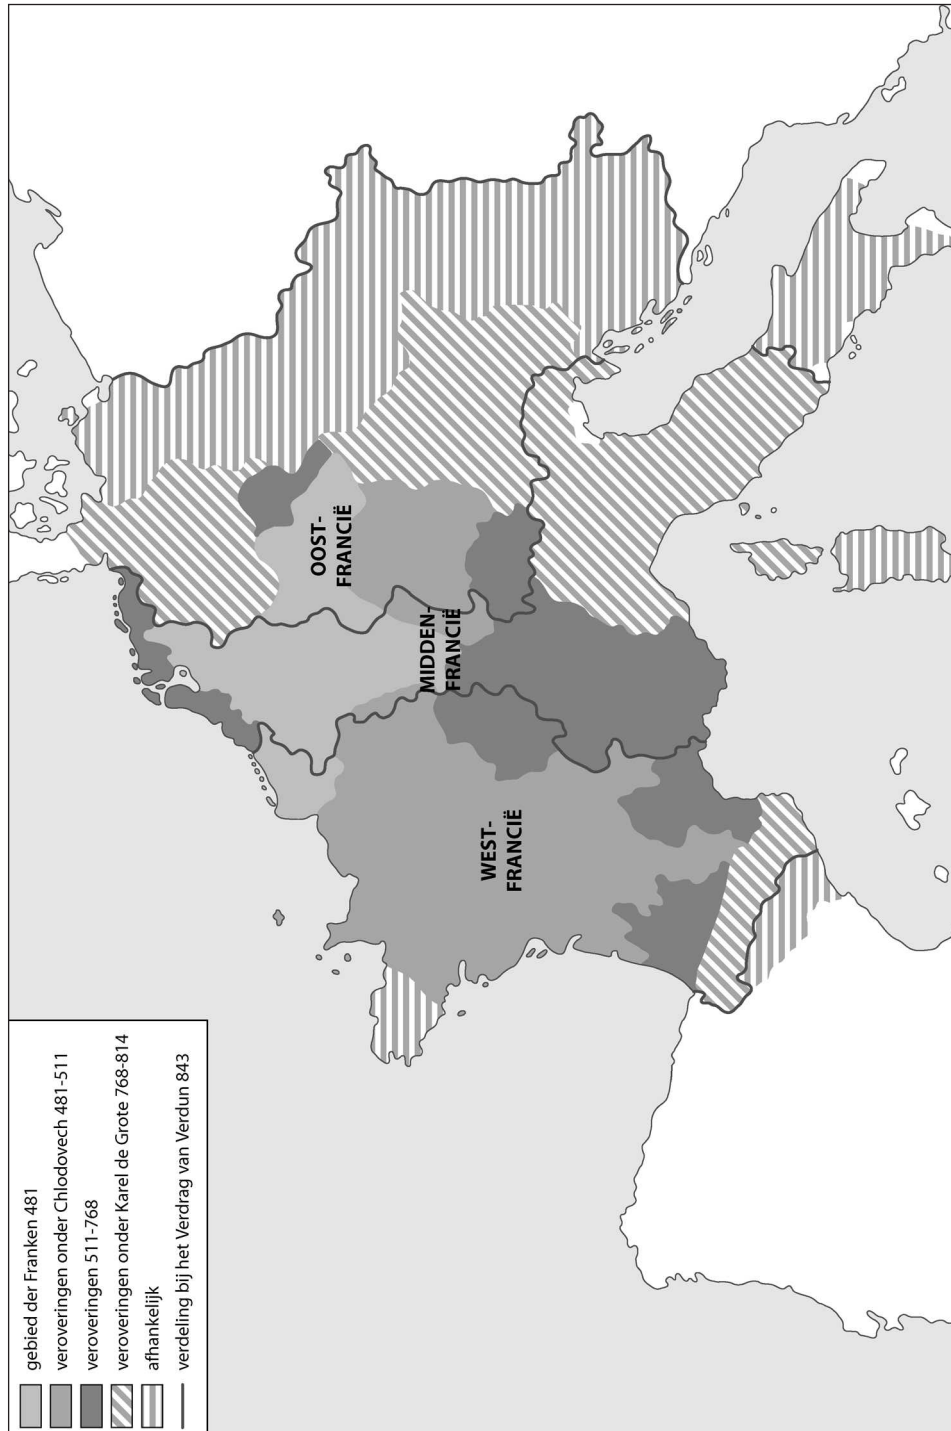 gebied der Franken 481
veroveringen onder Chlodovech 481-511
veroveringen 511-768
veroveringen onder Karel de Grote 768-814
afhankelijk
verdeling bij het Verdrag van Verdun 843
WEST-
FRANCIË
MIDDEN-
FRANCIË
OOST-
FRANCIË